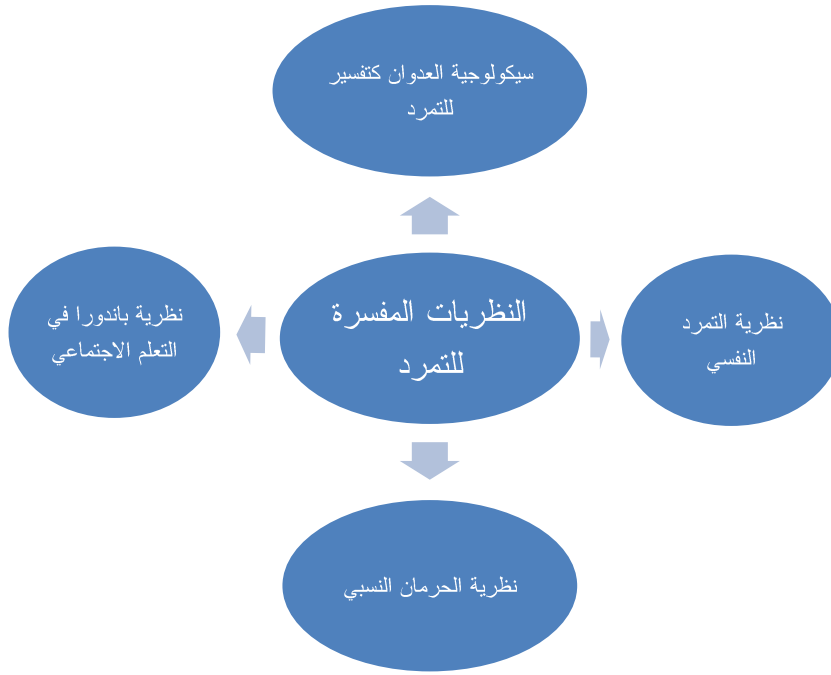 سيكولوجية العدوان كتفسير
للتمرد
النظريات المفسرة
للتمرد
نظرية التمرد
النفسي
نظرية باندورا في
التعلم الاجتماعي
نظرية الحرمان النسبي